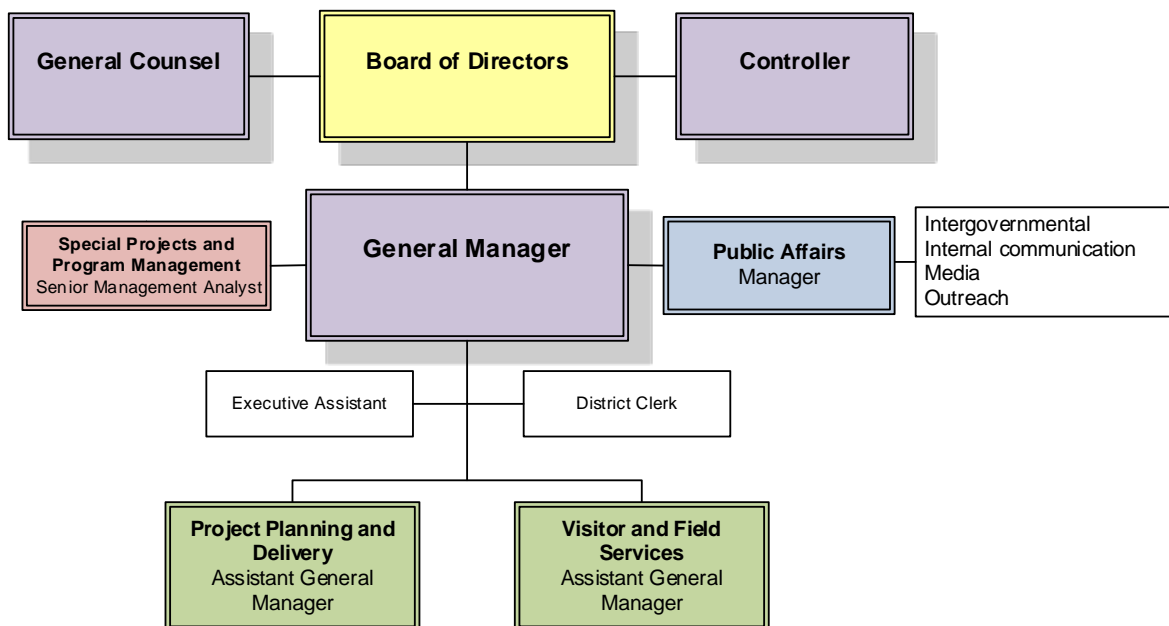 General Counsel
Board of Directors
Controller
Special Projects and
Program Management
Senior Management Analyst
General Manager
Public Affairs
Manager
Intergovernmental
Internal communication
Media
Outreach
Executive Assistant
District Clerk
Project Planning and
Delivery
Assistant General
Manager
Visitor and Field
Services
Assistant General
Manager